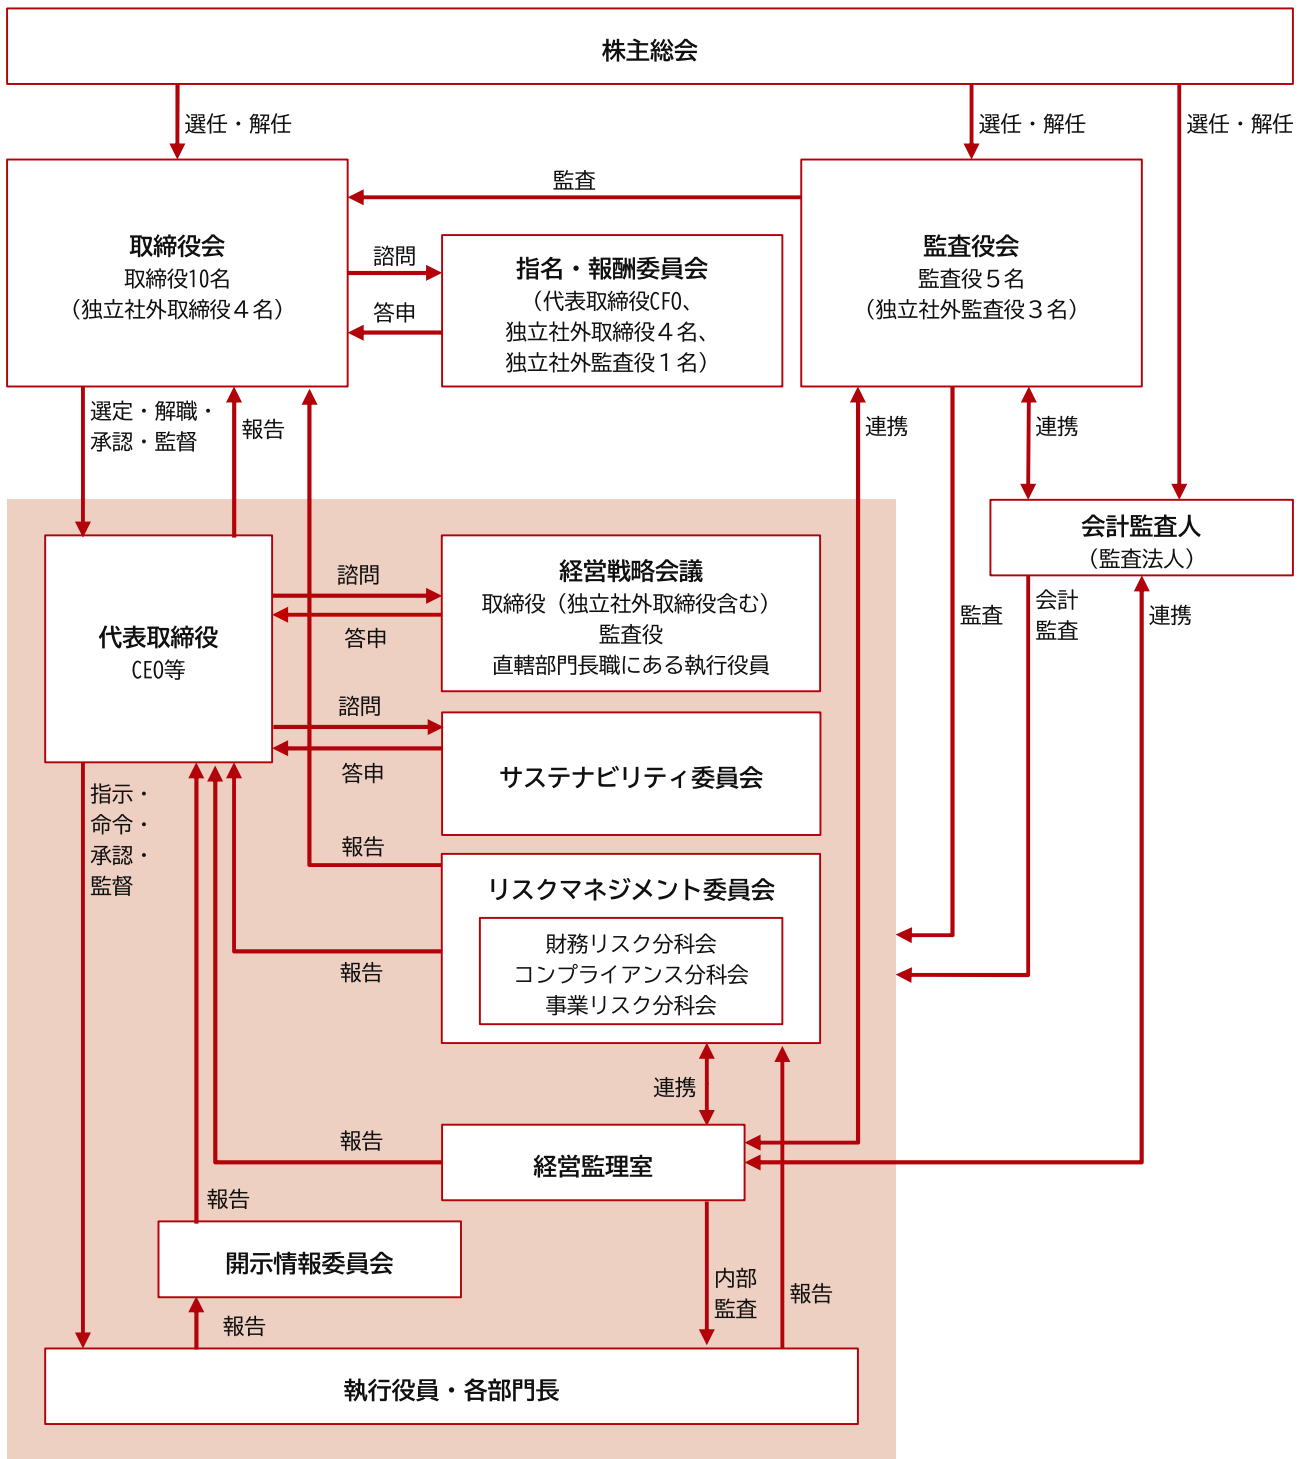 株主総会
選任・解任
選任・解任
選任・解任
取締役会
取締役10名
（独立社外取締役４名）
監査
諮問
答申
指名・報酬委員会
（代表取締役CFO、
独立社外取締役４名、
独立社外監査役１名）
監査役会
監査役５名
（独立社外監査役３名）
選定・解職・
承認・監督
報告
連携
連携
会計監査人
（監査法人）
代表取締役
CEO等
諮問
答申
経営戦略会議
取締役（独立社外取締役含む）
監査役
直轄部門長職にある執行役員
監査
会計
監査
連携
諮問
答申
サステナビリティ委員会
指示・
命令・
承認・
監督
報告
リスクマネジメント委員会
財務リスク分科会
コンプライアンス分科会
事業リスク分科会
報告
連携
報告
経営監理室
報告
開示情報委員会
内部
監査
報告
報告
執行役員・各部門長